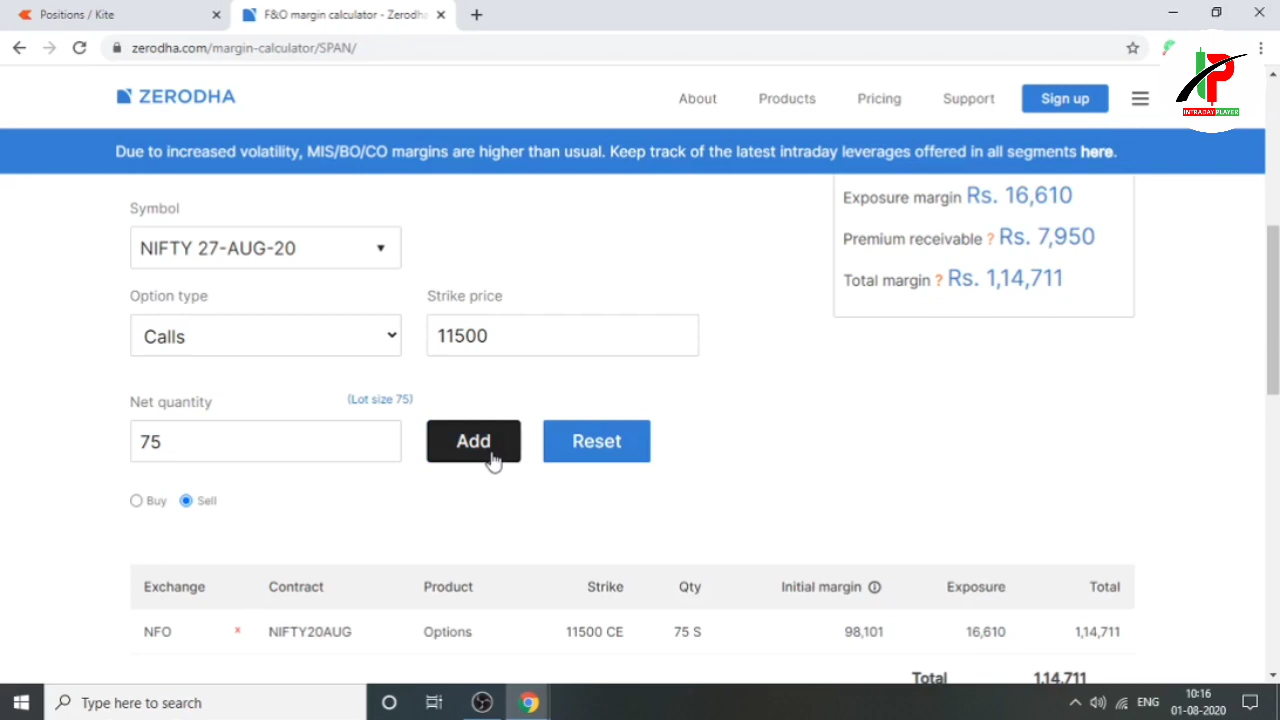 Positions / Kite
F&O margin calculator - Zerodha
zerodha.com/margin-calculator/SPAN/
ZERODHA
About
Products
Pricing
Support
Sign up
IP
INTRADAY PLAYER
Due to increased volatility, MIS/BO/CO margins are higher than usual. Keep track of the latest intraday leverages offered in all segments here.
Exposure margin Rs. 16,610
Premium receivable ? Rs. 7,950
Total margin ? Rs. 1,14,711
Symbol
NIFTY 27-AUG-20
Option type
Strike price
Calls
11500
Net quantity
(Lot size 75)
75
Add
Reset
Buy
Sell
Exchange Contract Product Strike Qty Initial margin Exposure Total
NFO x NIFTY20AUG Options 11500 CE 75 S 98,101 16,610 1,14,711
Total 1,14,711
Type here to search
ENG
10:16
01-08-2020